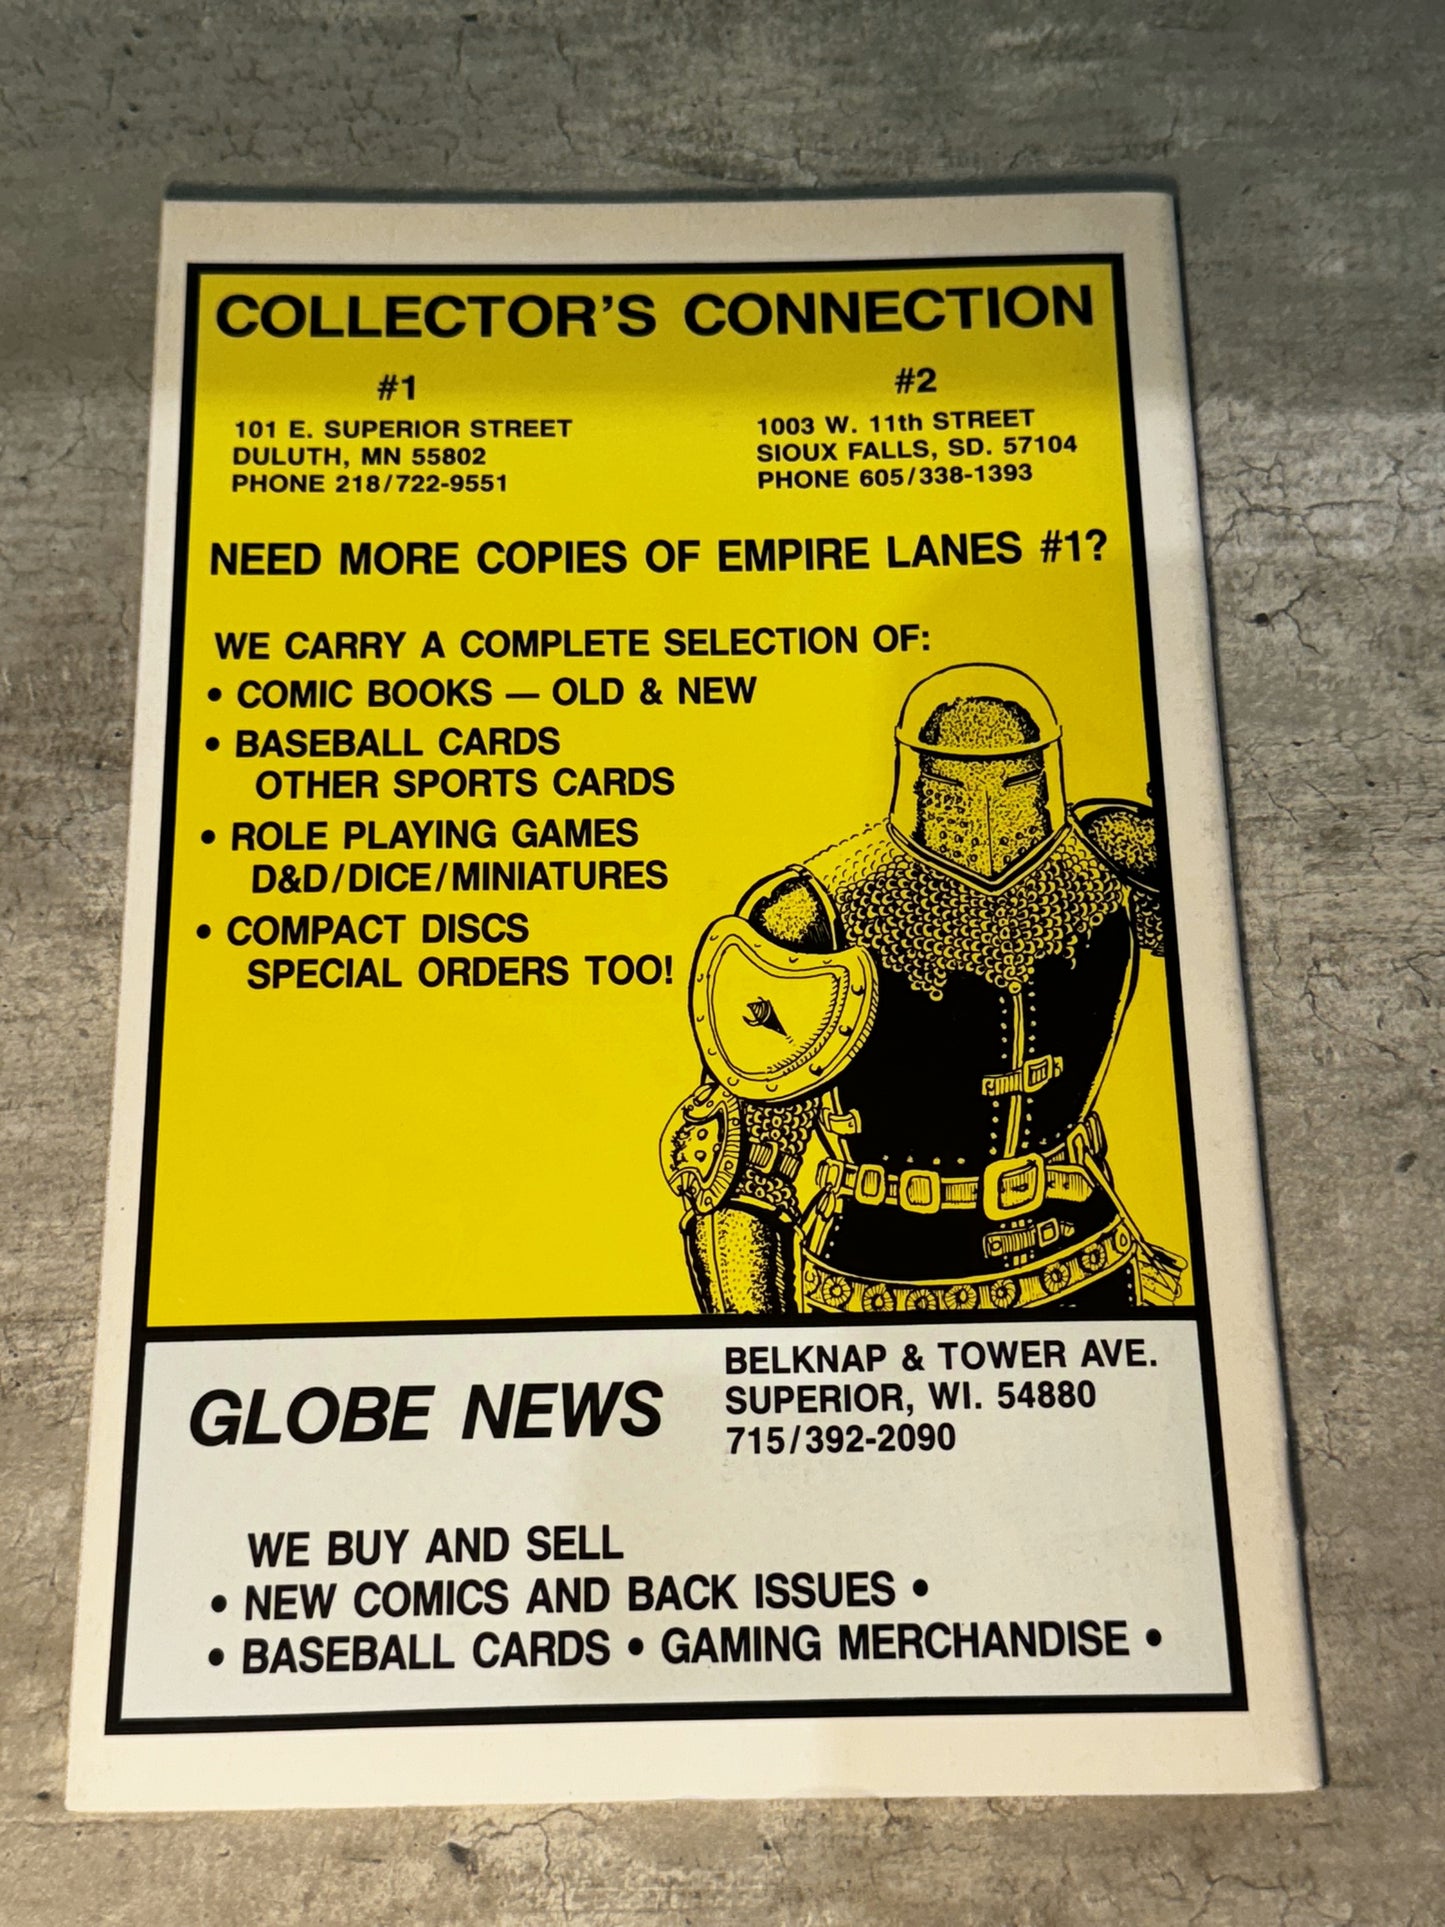 COLLECTOR'S CONNECTION
#1
101 E. SUPERIOR STREET
DULUTH, MN 55802
PHONE 218/722-9551
#2
1003 W. 11th STREET
SIOUX FALLS, SD. 57104
PHONE 605/338-1393
NEED MORE COPIES OF EMPIRE LANES #1?
WE CARRY A COMPLETE SELECTION OF:
• COMIC BOOKS — OLD & NEW
• BASEBALL CARDS
OTHER SPORTS CARDS
• ROLE PLAYING GAMES
D&D/DICE/MINIATURES
• COMPACT DISCS
SPECIAL ORDERS TOO!
GLOBE NEWS
BELKNAP & TOWER AVE.
SUPERIOR, WI. 54880
715/392-2090
WE BUY AND SELL
• NEW COMICS AND BACK ISSUES •
• BASEBALL CARDS • GAMING MERCHANDISE •